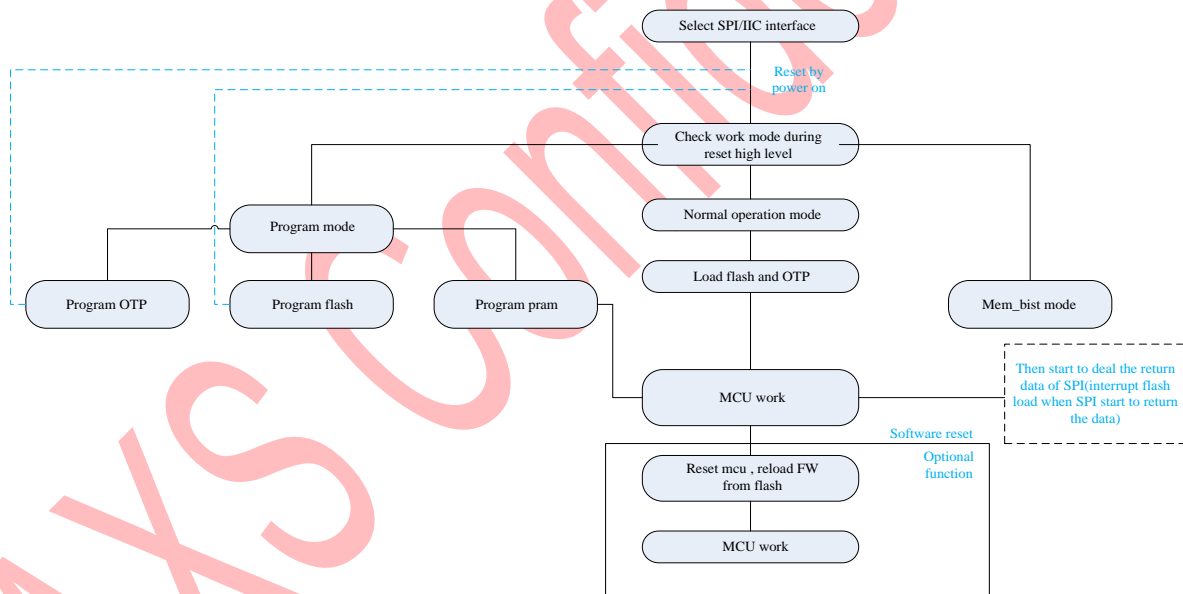 Select SPI/IIC interface
Reset by
power on
Check work mode during
reset high level
Program mode
Normal operation mode
Load flash and OTP
Program OTP
Program flash
Program pram
Mem_bist mode
MCU work
Then start to deal the return
data of SPI(interrupt flash
load when SPI start to return
the data)
Software reset
Optional
function
Reset mcu , reload FW
from flash
MCU work
AXS Confide